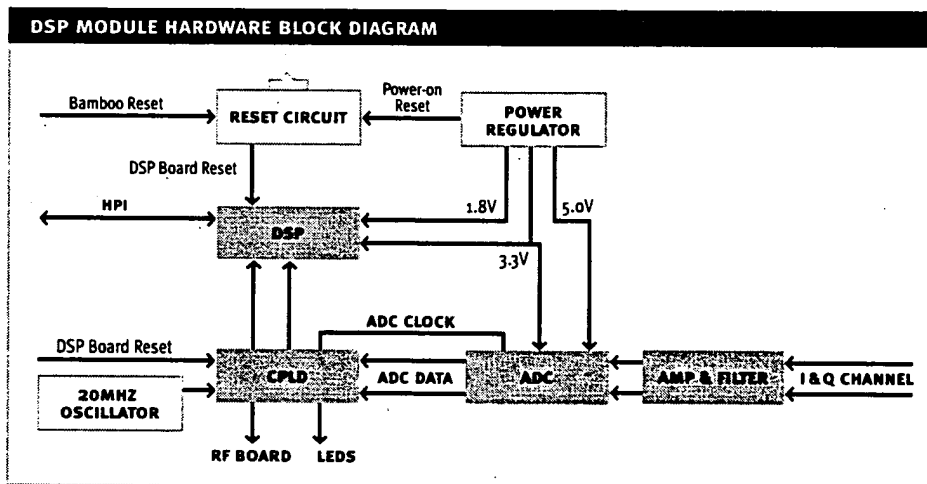 DSP MODULE HARDWARE BLOCK DIAGRAM
Bamboo Reset
RESET CIRCUIT
Power-on
Reset
POWER
REGULATOR
DSP Board Reset
HPI
DSP
1.8V
5.0V
3.3V
ADC CLOCK
DSP Board Reset
CPLD
ADC DATA
ADC
AMP & FILTER
I & Q CHANNEL
20MHZ
OSCILLATOR
RF BOARD
LEDS